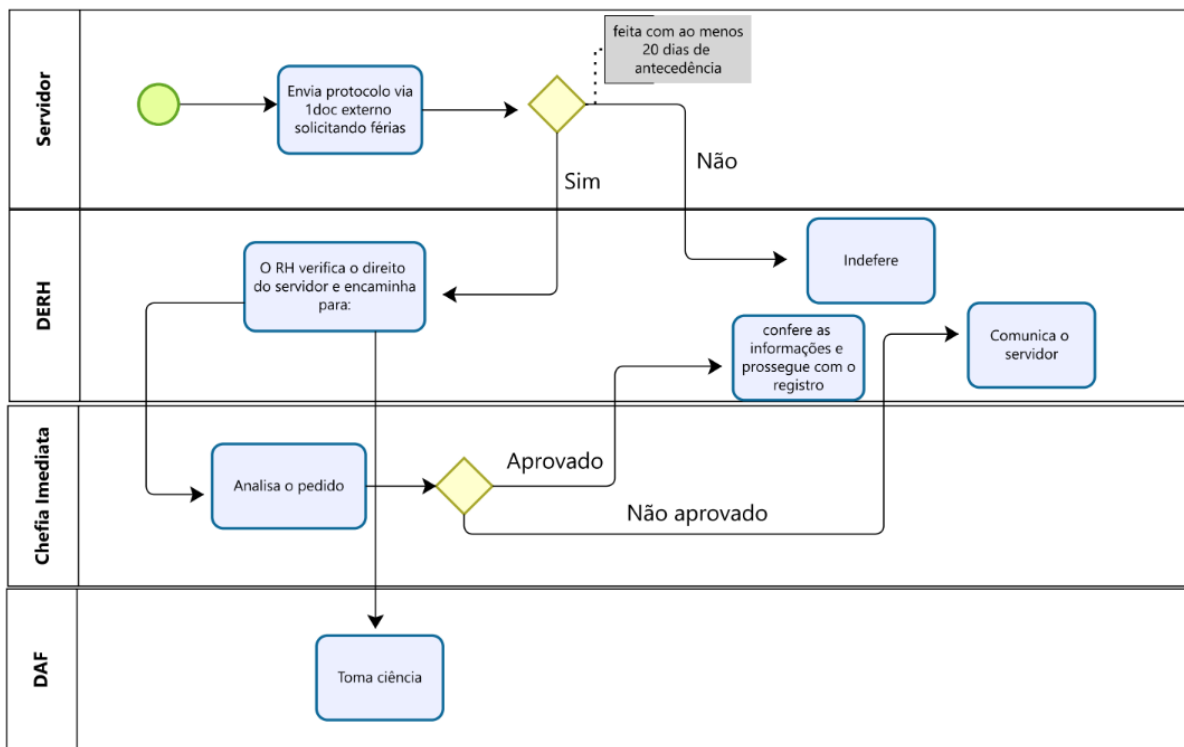 Servidor
Envia protocolo via
1doc externo
solicitando férias
feita com ao menos
20 dias de
antecedência
Sim
Não
DERH
O RH verifica o direito
do servidor e encaminha
para:
Indefere
confere as
informações e
prossegue com o
registro
Comunica o
servidor
Chefia Imediata
Analisa o pedido
Aprovado
Não aprovado
DAF
Toma ciência